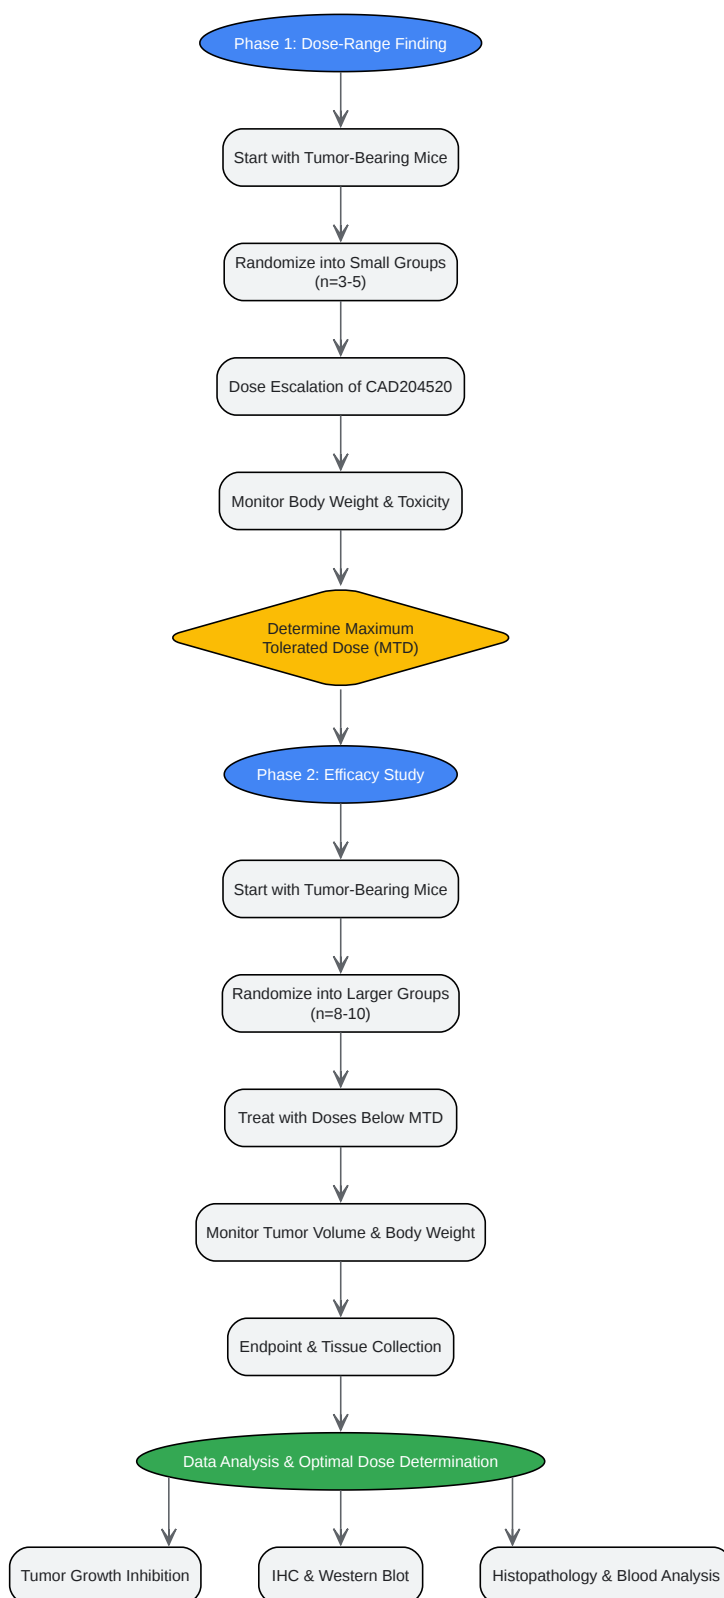 Phase 1: Dose-Range Finding
Start with Tumor-Bearing Mice
Randomize into Small Groups
(n=3-5)
Dose Escalation of CAD204520
Monitor Body Weight & Toxicity
Determine Maximum
Tolerated Dose (MTD)
Phase 2: Efficacy Study
Start with Tumor-Bearing Mice
Randomize into Larger Groups
(n=8-10)
Treat with Doses Below MTD
Monitor Tumor Volume & Body Weight
Endpoint & Tissue Collection
Data Analysis & Optimal Dose Determination
Tumor Growth Inhibition
IHC & Western Blot
Histopathology & Blood Analysis